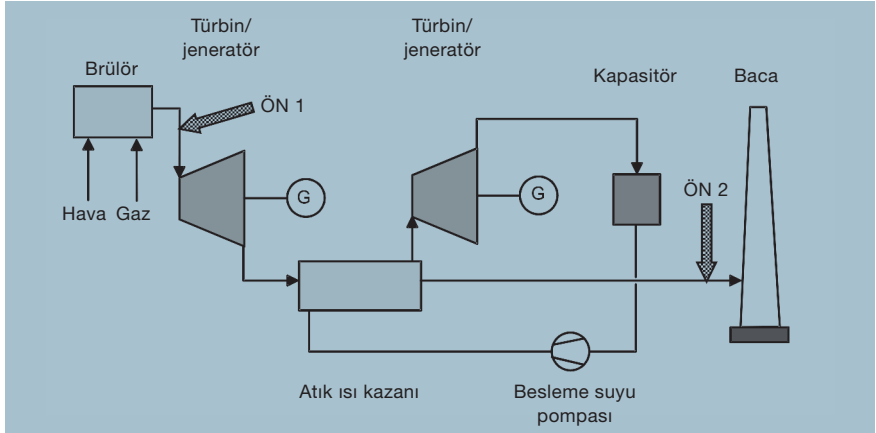 Türbin/
jeneratör
Türbin/
jeneratör
Brülör
Kapasitör
Baca
ÖN 1
ÖN 2
G
G
Hava
Gaz
Atık ısı kazanı
Besleme suyu
pompası